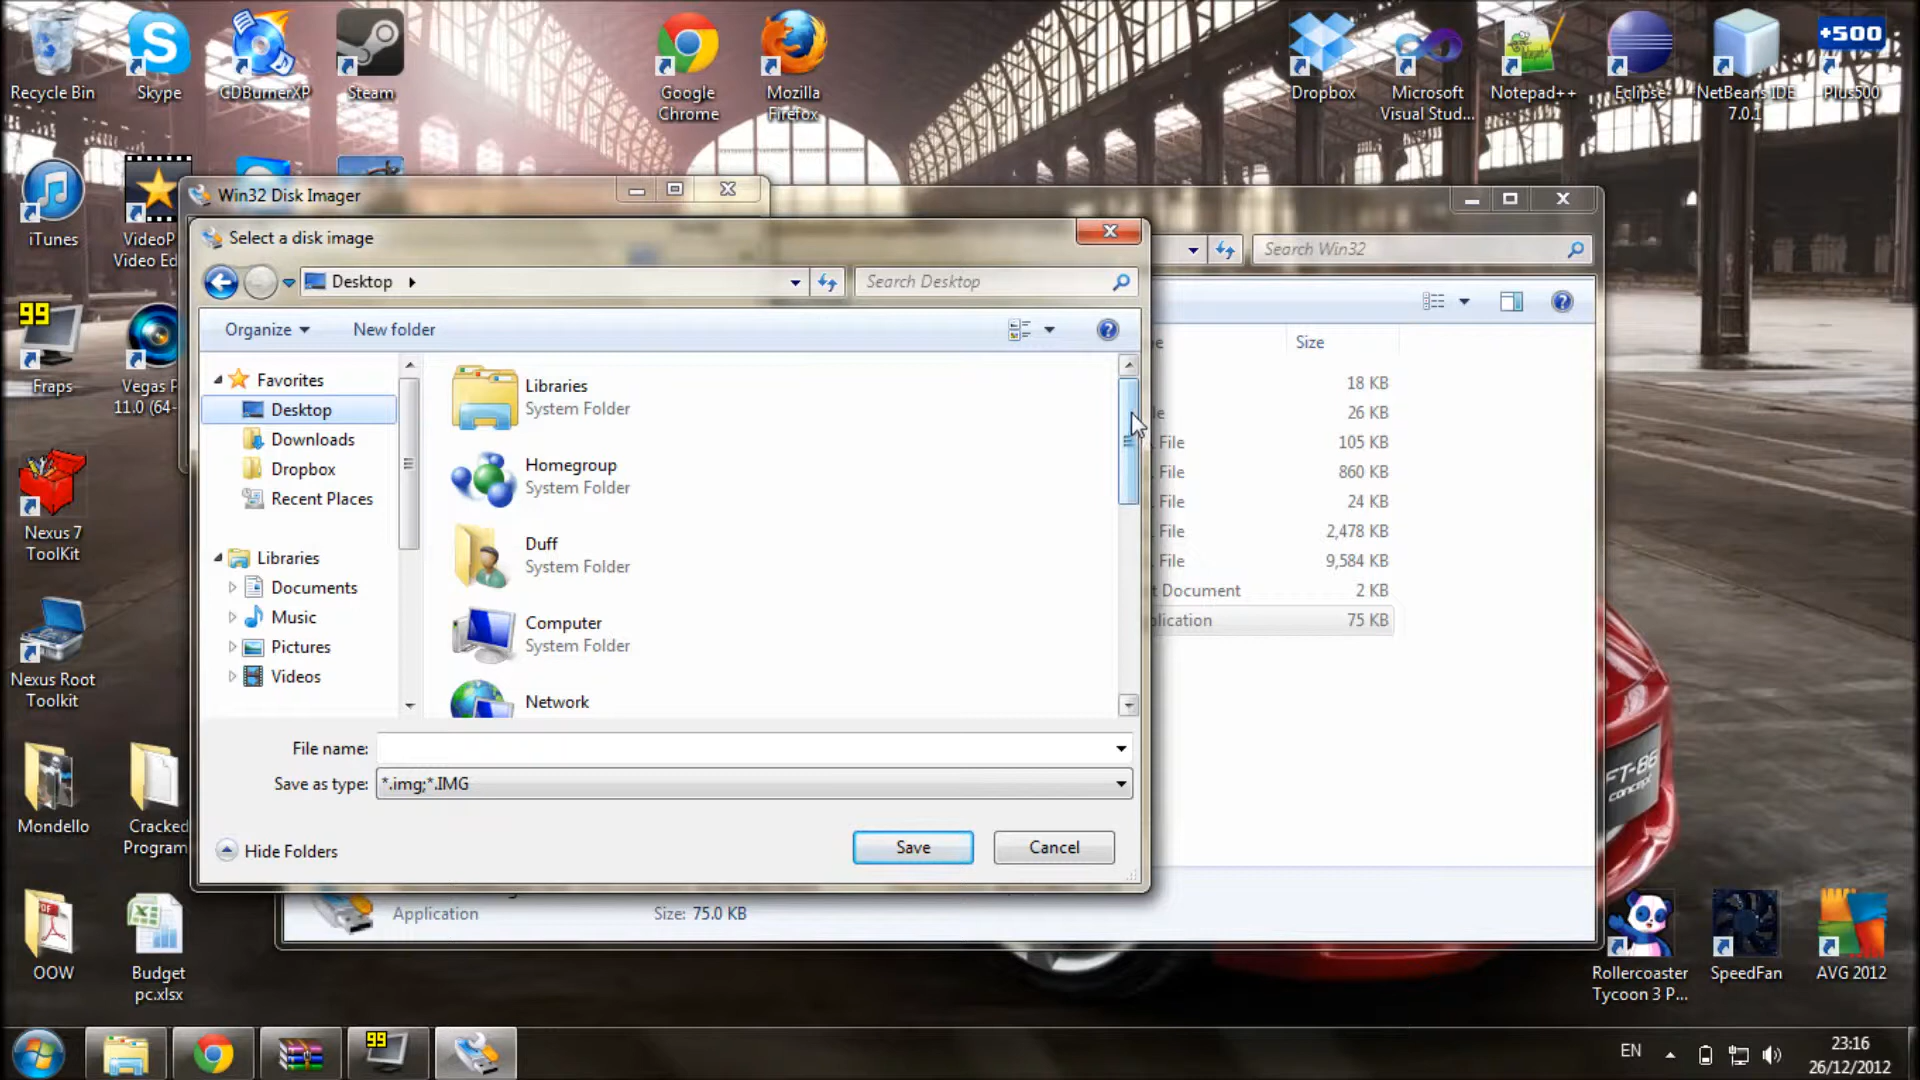 Recycle Bin
Skype
CDBurnerXP
Steam
Google
Chrome
Mozilla
Firefox
Dropbox
Microsoft
Visual Stud...
Notepad++
Eclipse
NetBeans IDE
7.0.1
+500
Plus500
iTunes
VideoP
Video Ed
99
Fraps
Vegas P
11.0 (64-
Nexus 7
ToolKit
Nexus Root
Toolkit
Mondello
Cracked
Program
OOW
Budget
pc.xlsx
Win32 Disk Imager
Select a disk image
Desktop
Search Desktop
Organize
New folder
Favorites
Desktop
Downloads
Dropbox
Recent Places
Libraries
Documents
Music
Pictures
Videos
Libraries
System Folder
Homegroup
System Folder
Duff
System Folder
Computer
System Folder
Network
File name:
Save as type: *.img;*.IMG
Hide Folders
Save
Cancel
Search Win32
Size
18 KB
26 KB
File 105 KB
File 860 KB
File 24 KB
File 2,478 KB
File 9,584 KB
t Document 2 KB
plication 75 KB
Application
Size: 75.0 KB
FT-86
concept
Rollercoaster
Tycoon 3 P...
SpeedFan
AVG 2012
99
EN
23:16
26/12/2012